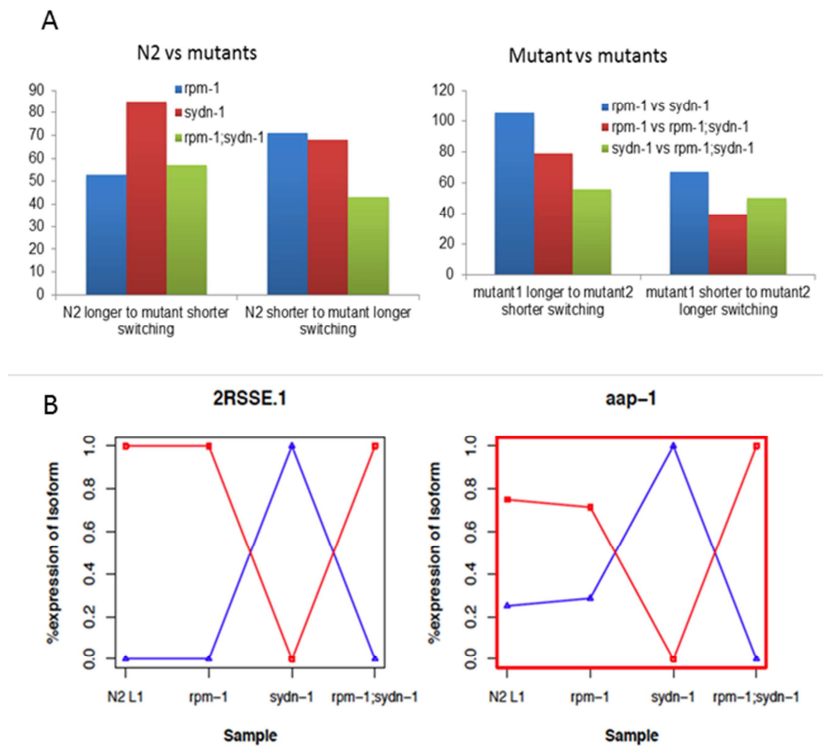 A
N2 vs mutants
Mutant vs mutants
90
80
70
60
50
40
30
20
10
0
rpm-1
sydn-1
rpm-1;sydn-1
N2 longer to mutant shorter
switching
N2 shorter to mutant longer
switching
120
100
80
60
40
20
0
rpm-1 vs sydn-1
rpm-1 vs rpm-1;sydn-1
sydn-1 vs rpm-1;sydn-1
mutant1 longer to mutant2
shorter switching
mutant1 shorter to mutant2
longer switching
B
2RSSE.1
%expression of Isoform
1.0
0.8
0.6
0.4
0.2
0.0
N2 L1
rpm-1
sydn-1
rpm-1;sydn-1
Sample
aap-1
%expression of Isoform
1.0
0.8
0.6
0.4
0.2
0.0
N2 L1
rpm-1
sydn-1
rpm-1;sydn-1
Sample